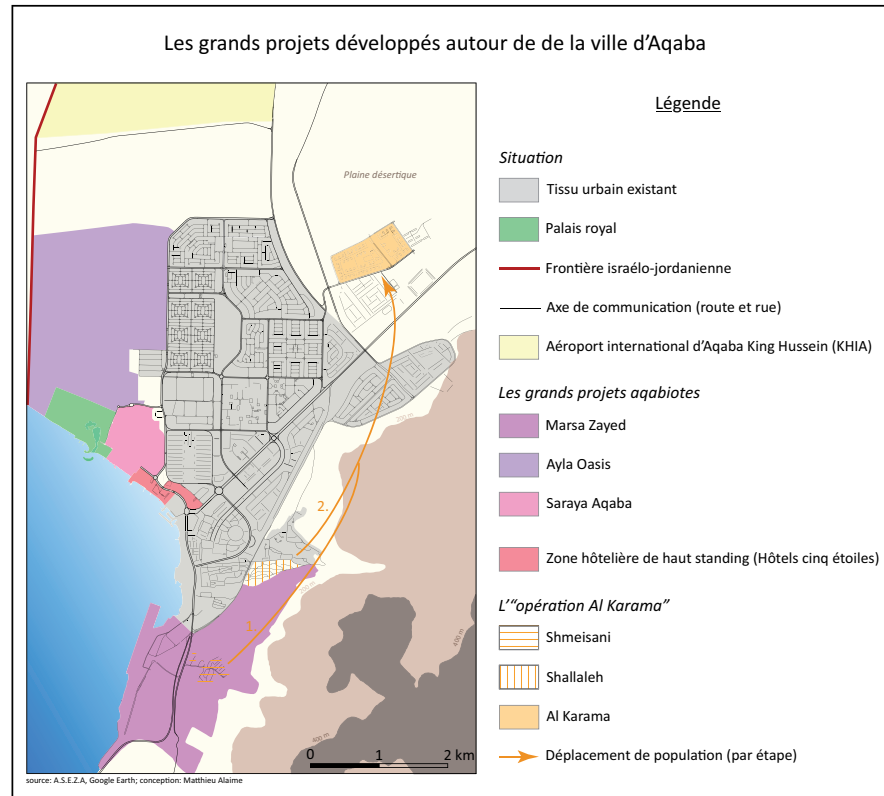 Les grands projets développés autour de de la ville d’Aqaba
Plaine désertique
200 m
200 m
400 m
400 m
1.
2.
0 1 2 km
source: A.S.E.Z.A, Google Earth; conception: Matthieu Alaime
Légende
Situation
Tissu urbain existant
Palais royal
Frontière israélo-jordanienne
Axe de communication (route et rue)
Aéroport international d’Aqaba King Hussein (KHIA)
Les grands projets aqabiotes
Marsa Zayed
Ayla Oasis
Saraya Aqaba
Zone hôtelière de haut standing (Hôtels cinq étoiles)
L’“opération Al Karama”
Shmeisani
Shallaleh
Al Karama
Déplacement de population (par étape)